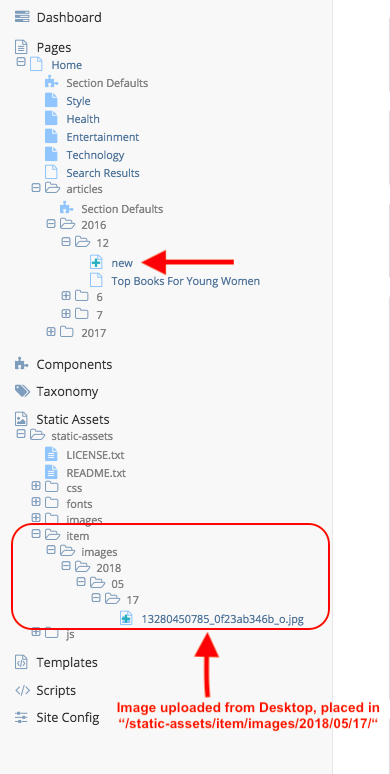 Dashboard
Pages
Home
Section Defaults
Style
Health
Entertainment
Technology
Search Results
articles
Section Defaults
2016
12
new
Top Books For Young Women
6
7
2017
Components
Taxonomy
Static Assets
static-assets
LICENSE.txt
README.txt
css
fonts
images
item
images
2018
05
17
13280450785_0f23ab346b_o.jpg
js
Templates
Scripts
Site Config
Image uploaded from Desktop, placed in
“/static-assets/item/images/2018/05/17/“